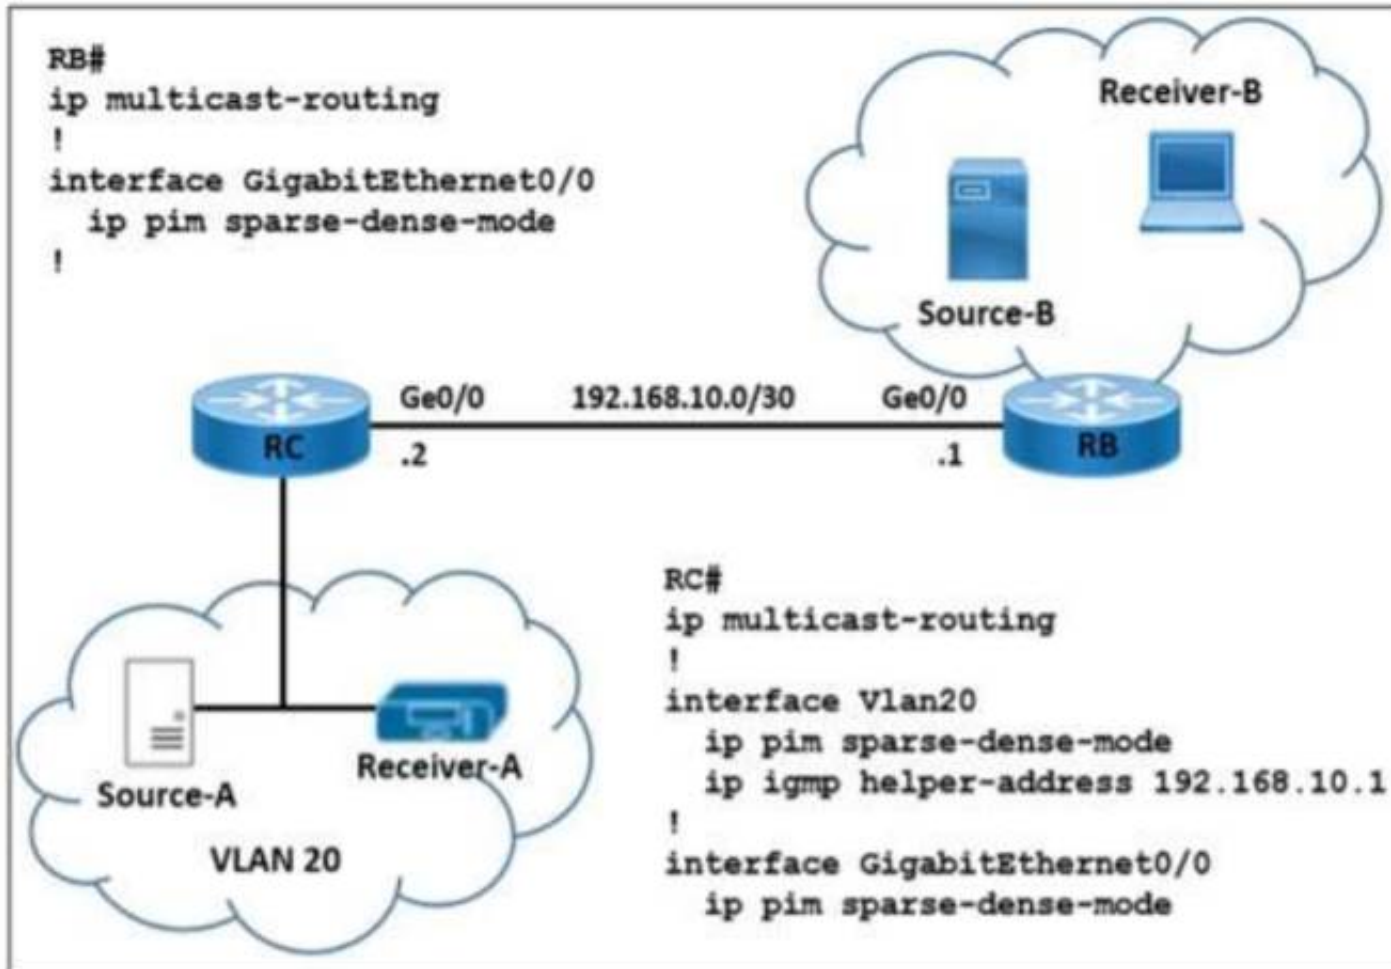 RB#
ip multicast-routing
!
interface GigabitEthernet0/0
ip pim sparse-dense-mode
!
Receiver-B
Source-B
Ge0/0 192.168.10.0/30 Ge0/0
RC .2 .1 RB
Source-A
Receiver-A
VLAN 20
RC#
ip multicast-routing
!
interface Vlan20
ip pim sparse-dense-mode
ip igmp helper-address 192.168.10.1
!
interface GigabitEthernet0/0
ip pim sparse-dense-mode